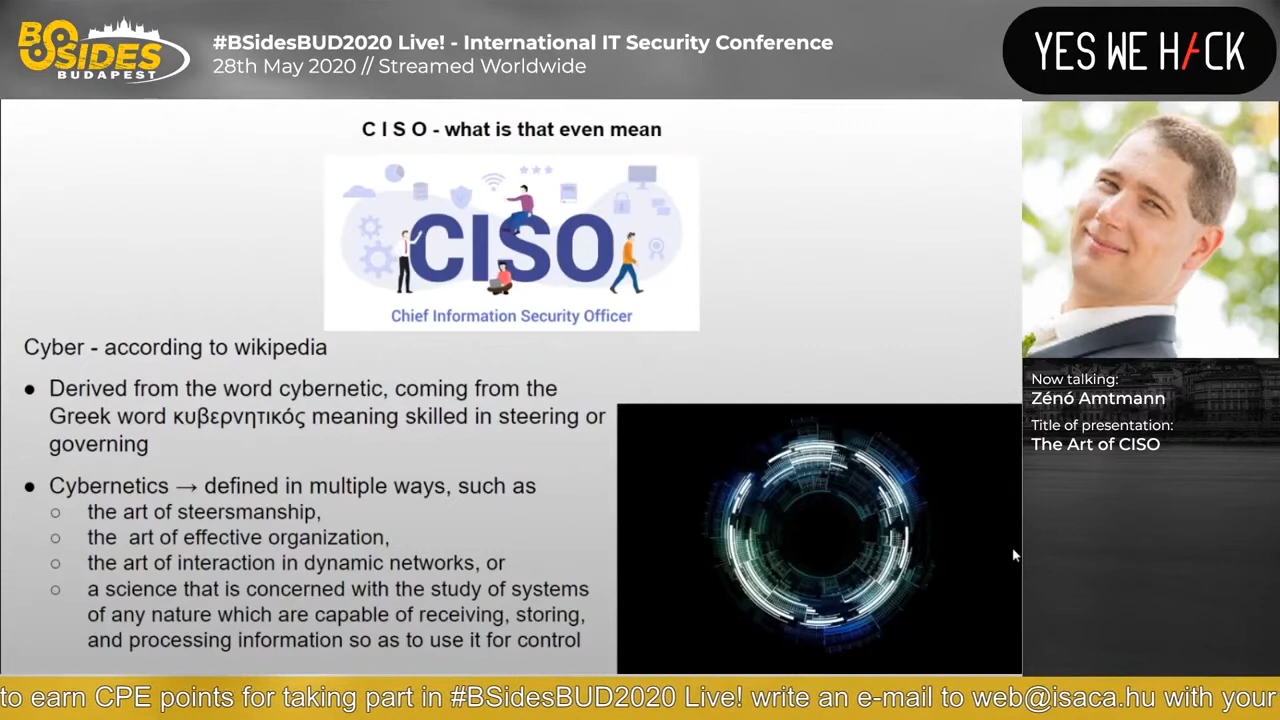 BSIDES
BUDAPEST
#BSidesBUD2020 Live! - International IT Security Conference
28th May 2020 // Streamed Worldwide
YES WE H/CK
C I S O - what is that even mean
CISO
Chief Information Security Officer
Cyber - according to wikipedia
● Derived from the word cybernetic, coming from the
Greek word κυβερνητικός meaning skilled in steering or
governing
● Cybernetics → defined in multiple ways, such as
○ the art of steersmanship,
○ the art of effective organization,
○ the art of interaction in dynamic networks, or
○ a science that is concerned with the study of systems
of any nature which are capable of receiving, storing,
and processing information so as to use it for control
Now talking:
Zénó Amtmann
Title of presentation:
The Art of CISO
to earn CPE points for taking part in #BSidesBUD2020 Live! write an e-mail to web@isaca.hu with your